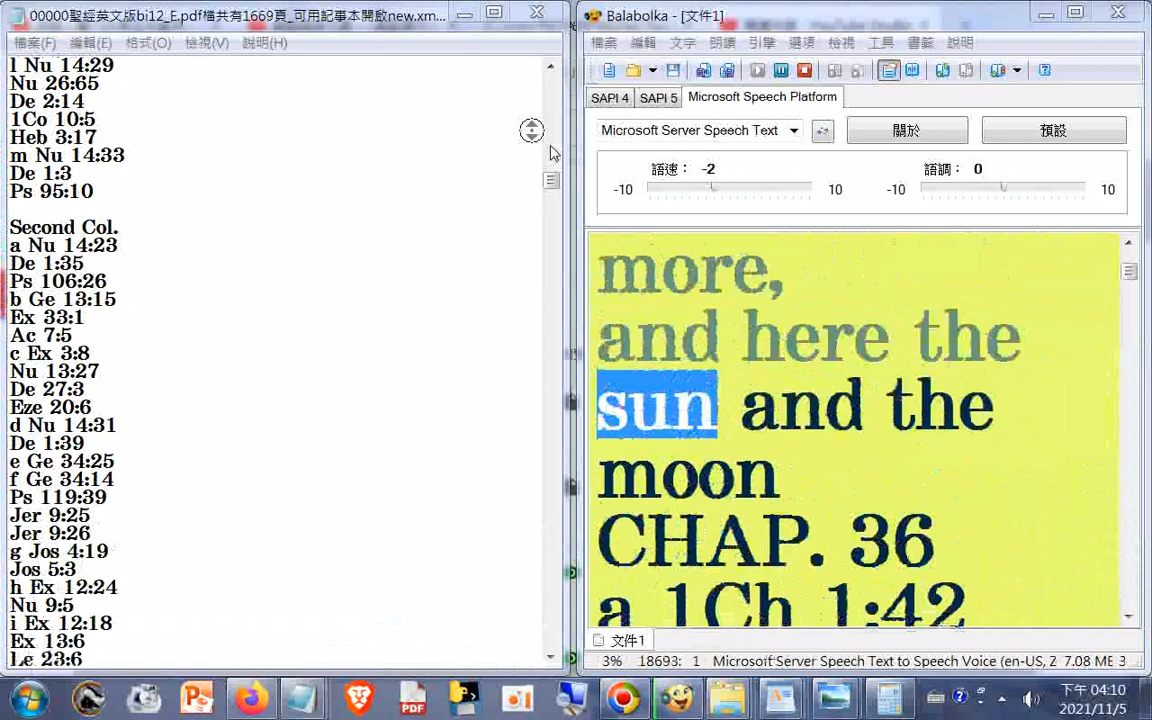 00000聖經英文版bi12_E.pdf檔共有1669頁_可用記事本開啟new.xm...
檔案(F) 編輯(E) 格式(O) 檢視(V) 說明(H)
l Nu 14:29
Nu 26:65
De 2:14
1Co 10:5
Heb 3:17
m Nu 14:33
De 1:3
Ps 95:10
Second Col.
a Nu 14:23
De 1:35
Ps 106:26
b Ge 13:15
Ex 33:1
Ac 7:5
c Ex 3:8
Nu 13:27
De 27:3
Eze 20:6
d Nu 14:31
De 1:39
e Ge 34:25
f Ge 34:14
Ps 119:39
Jer 9:25
Jer 9:26
g Jos 4:19
Jos 5:3
h Ex 12:24
Nu 9:5
i Ex 12:18
Ex 13:6
Le 23:6
Balabolka - [文件1]
檔案 編輯 文字 朗讀 引擎 選項 檢視 工具 書籤 說明
SAPI 4 SAPI 5 Microsoft Speech Platform
Microsoft Server Speech Text 關於 預設
語速： -2 語調： 0
-10 10 -10 10
more,
and here the
sun and the
moon
CHAP. 36
a 1Ch 1:42
文件1
3% 18693: 1 Microsoft Server Speech Text to Speech Voice (en-US, Z 7.08 ME 3
PDF
下午 04:10
2021/11/5